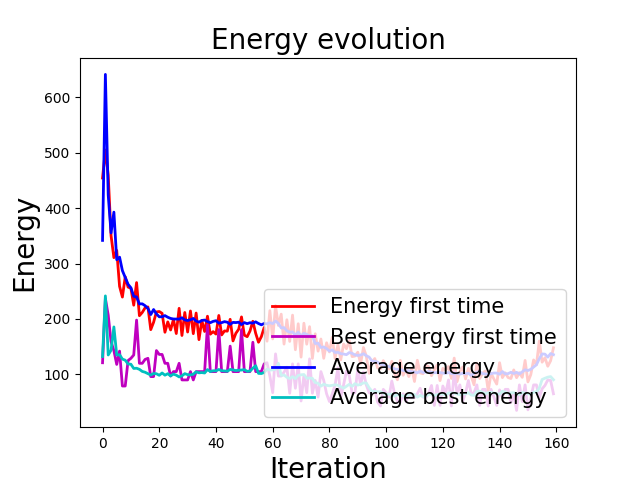 Energy evolution
Energy
600
500
400
300
200
100
Energy first time
Best energy first time
Average energy
Average best energy
0 20 40 60 80 100 120 140 160
Iteration